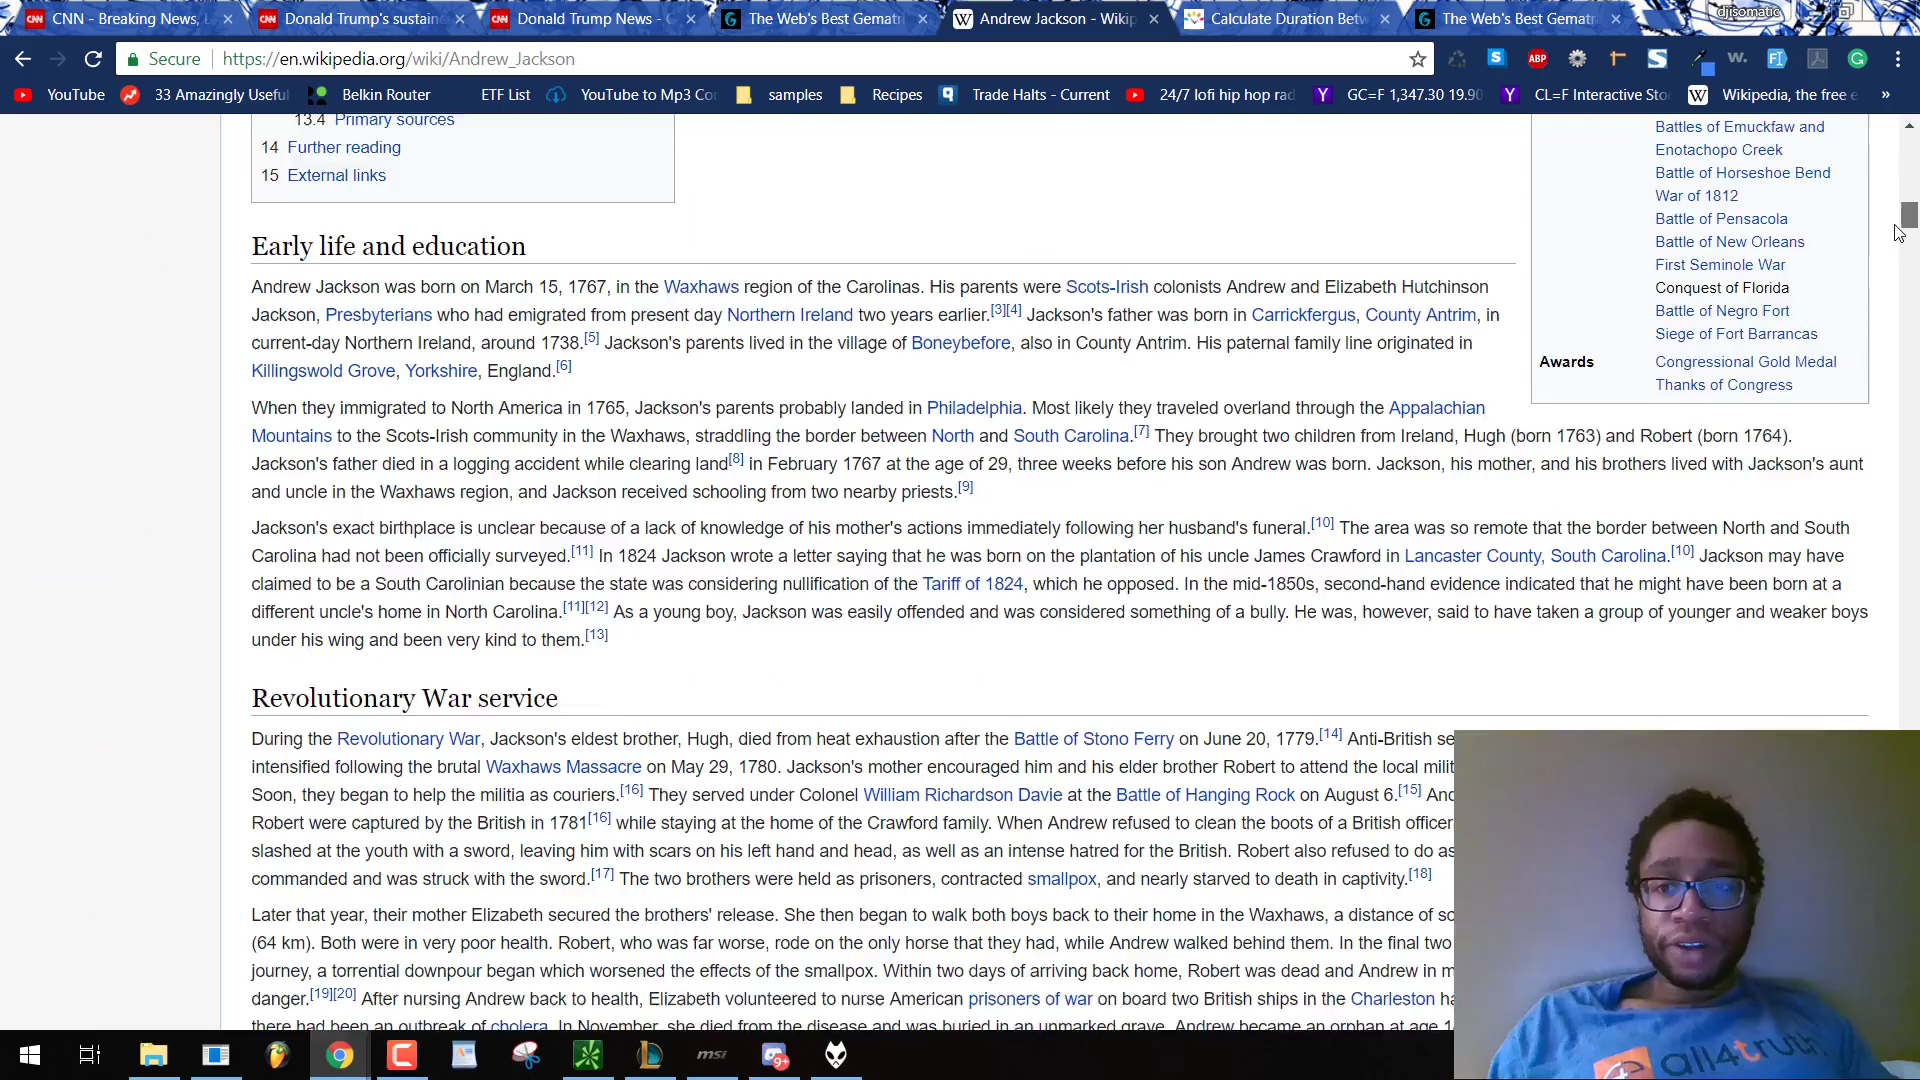 CNN - Breaking News, L
Donald Trump's sustain
Donald Trump News - C
The Web's Best Gematri
Andrew Jackson - Wikip
Calculate Duration Betw
The Web's Best Gematri
djisomatic
Secure
https://en.wikipedia.org/wiki/Andrew_Jackson
YouTube
33 Amazingly Useful
Belkin Router
ETF List
YouTube to Mp3 Con
samples
Recipes
Trade Halts - Current
24/7 lofi hip hop rad
GC=F 1,347.30 19.90
CL=F Interactive Sto
Wikipedia, the free e
13.4 Primary sources
14 Further reading
15 External links
Battles of Emuckfaw and
Enotachopo Creek
Battle of Horseshoe Bend
War of 1812
Battle of Pensacola
Battle of New Orleans
First Seminole War
Conquest of Florida
Battle of Negro Fort
Siege of Fort Barrancas
Awards
Congressional Gold Medal
Thanks of Congress
Early life and education
Andrew Jackson was born on March 15, 1767, in the Waxhaws region of the Carolinas. His parents were Scots-Irish colonists Andrew and Elizabeth Hutchinson
Jackson, Presbyterians who had emigrated from present day Northern Ireland two years earlier.[3][4] Jackson's father was born in Carrickfergus, County Antrim, in
current-day Northern Ireland, around 1738.[5] Jackson's parents lived in the village of Boneybefore, also in County Antrim. His paternal family line originated in
Killingswold Grove, Yorkshire, England.[6]
When they immigrated to North America in 1765, Jackson's parents probably landed in Philadelphia. Most likely they traveled overland through the Appalachian
Mountains to the Scots-Irish community in the Waxhaws, straddling the border between North and South Carolina.[7] They brought two children from Ireland, Hugh (born 1763) and Robert (born 1764).
Jackson's father died in a logging accident while clearing land[8] in February 1767 at the age of 29, three weeks before his son Andrew was born. Jackson, his mother, and his brothers lived with Jackson's aunt
and uncle in the Waxhaws region, and Jackson received schooling from two nearby priests.[9]
Jackson's exact birthplace is unclear because of a lack of knowledge of his mother's actions immediately following her husband's funeral.[10] The area was so remote that the border between North and South
Carolina had not been officially surveyed.[11] In 1824 Jackson wrote a letter saying that he was born on the plantation of his uncle James Crawford in Lancaster County, South Carolina.[10] Jackson may have
claimed to be a South Carolinian because the state was considering nullification of the Tariff of 1824, which he opposed. In the mid-1850s, second-hand evidence indicated that he might have been born at a
different uncle's home in North Carolina.[11][12] As a young boy, Jackson was easily offended and was considered something of a bully. He was, however, said to have taken a group of younger and weaker boys
under his wing and been very kind to them.[13]
Revolutionary War service
During the Revolutionary War, Jackson's eldest brother, Hugh, died from heat exhaustion after the Battle of Stono Ferry on June 20, 1779.[14] Anti-British se
intensified following the brutal Waxhaws Massacre on May 29, 1780. Jackson's mother encouraged him and his elder brother Robert to attend the local milit
Soon, they began to help the militia as couriers.[16] They served under Colonel William Richardson Davie at the Battle of Hanging Rock on August 6.[15] And
Robert were captured by the British in 1781[16] while staying at the home of the Crawford family. When Andrew refused to clean the boots of a British officer
slashed at the youth with a sword, leaving him with scars on his left hand and head, as well as an intense hatred for the British. Robert also refused to do as
commanded and was struck with the sword.[17] The two brothers were held as prisoners, contracted smallpox, and nearly starved to death in captivity.[18]
Later that year, their mother Elizabeth secured the brothers' release. She then began to walk both boys back to their home in the Waxhaws, a distance of so
(64 km). Both were in very poor health. Robert, who was far worse, rode on the only horse that they had, while Andrew walked behind them. In the final two
journey, a torrential downpour began which worsened the effects of the smallpox. Within two days of arriving back home, Robert was dead and Andrew in m
danger.[19][20] After nursing Andrew back to health, Elizabeth volunteered to nurse American prisoners of war on board two British ships in the Charleston ha
there had been an outbreak of cholera. In November, she died from the disease and was buried in an unmarked grave. Andrew became an orphan at age 1
all4truth
msi
9+